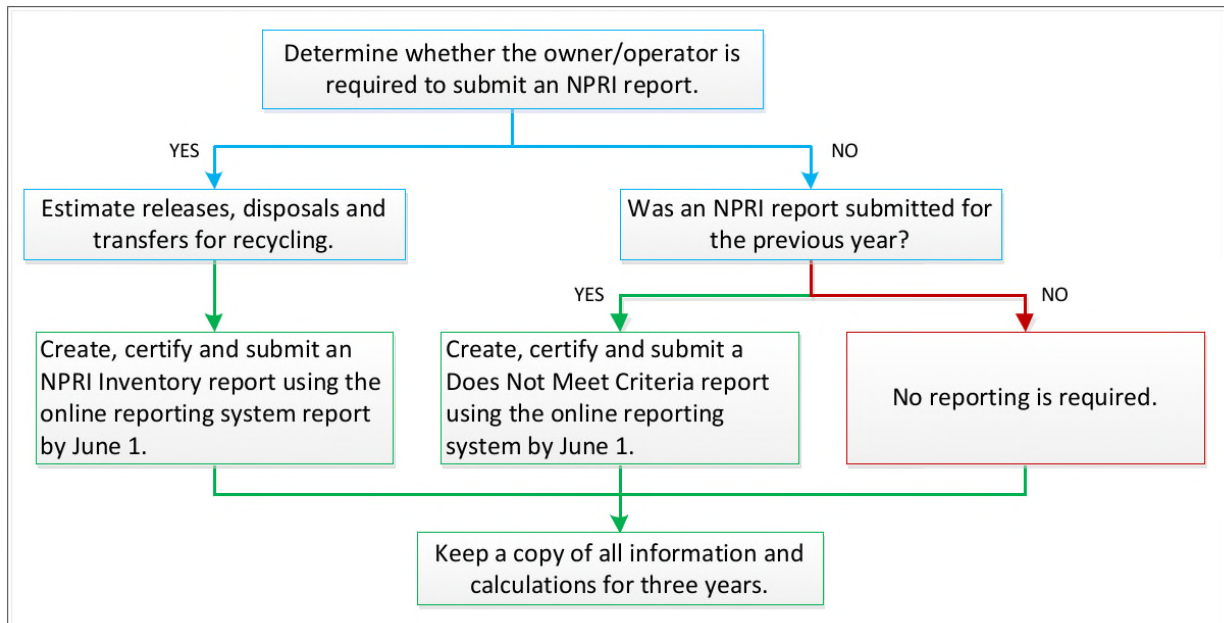 Determine whether the owner/operator is
required to submit an NPRI report.
YES
NO
Estimate releases, disposals and
transfers for recycling.
Was an NPRI report submitted for
the previous year?
YES
NO
Create, certify and submit an
NPRI Inventory report using the
online reporting system report
by June 1.
Create, certify and submit a
Does Not Meet Criteria report
using the online reporting
system by June 1.
No reporting is required.
Keep a copy of all information and
calculations for three years.